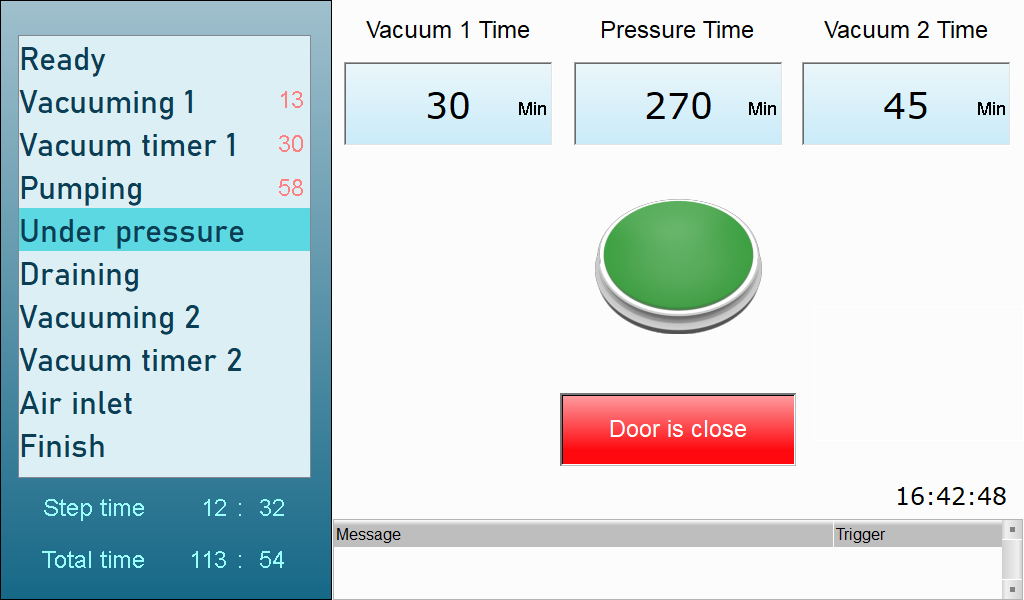 Ready
Vacuuming 1 13
Vacuum timer 1 30
Pumping 58
Under pressure
Draining
Vacuuming 2
Vacuum timer 2
Air inlet
Finish
Step time 12 : 32
Total time 113 : 54
Vacuum 1 Time Pressure Time Vacuum 2 Time
30 Min 270 Min 45 Min
Door is close
16:42:48
Message Trigger